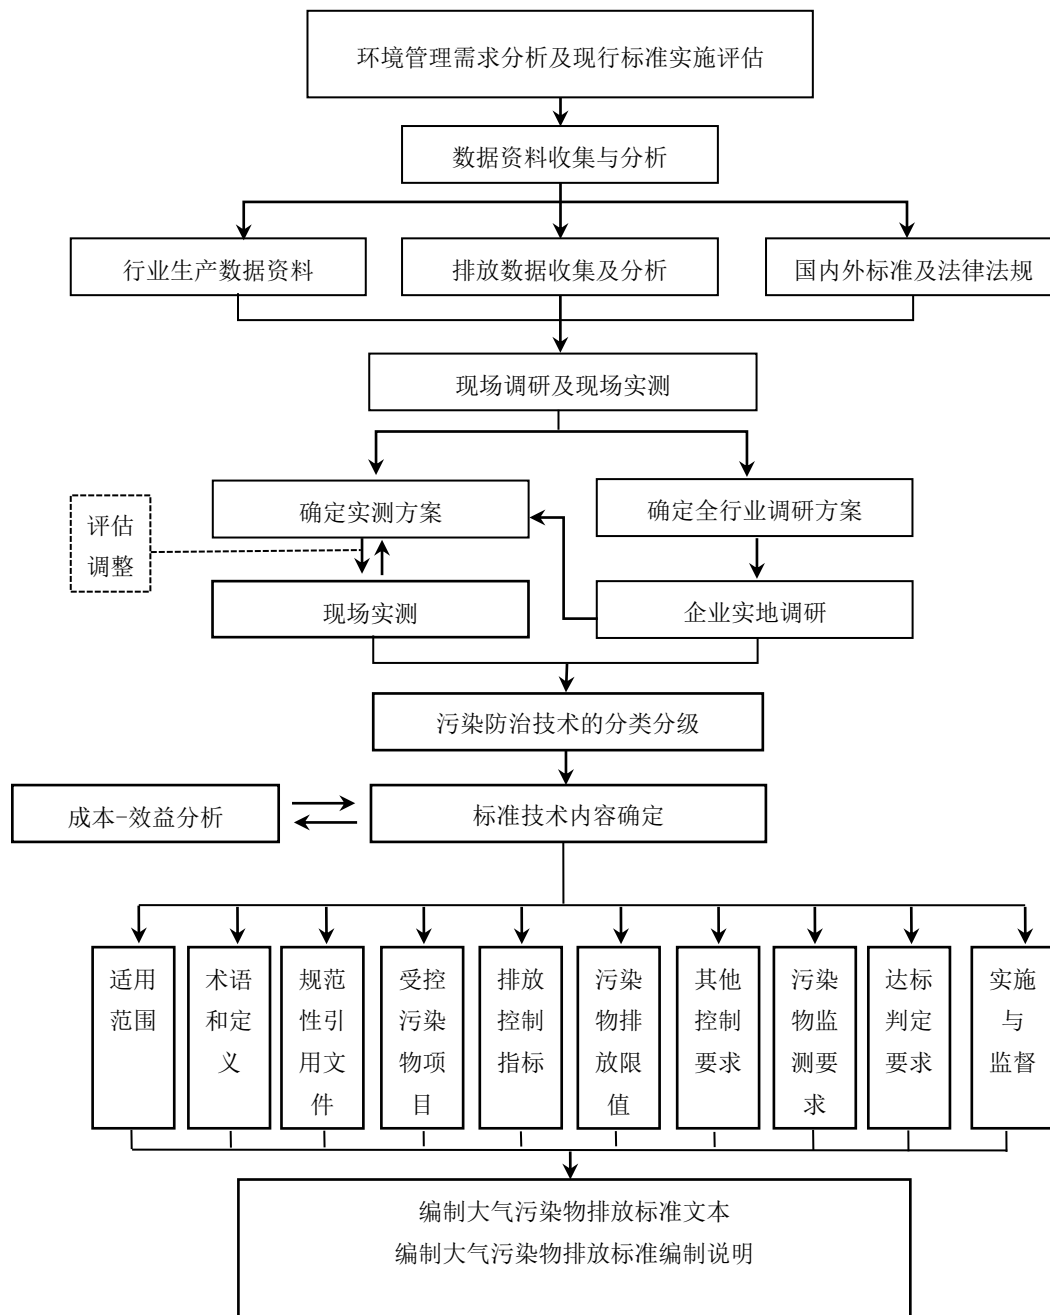 环境管理需求分析及现行标准实施评估
数据资料收集与分析
行业生产数据资料
排放数据收集及分析
国内外标准及法律法规
现场调研及现场实测
评估
调整
确定实测方案
确定全行业调研方案
现场实测
企业实地调研
污染防治技术的分类分级
成本-效益分析
标准技术内容确定
适用
范围
术语
和定
义
规范
性引
用文
件
受控
污染
物项
目
排放
控制
指标
污染
物排
放限
值
其他
控制
要求
污染
物监
测要
求
达标
判定
要求
实施
与
监督
编制大气污染物排放标准文本
编制大气污染物排放标准编制说明